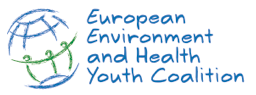 European
Environment
and Health
Youth Coalition